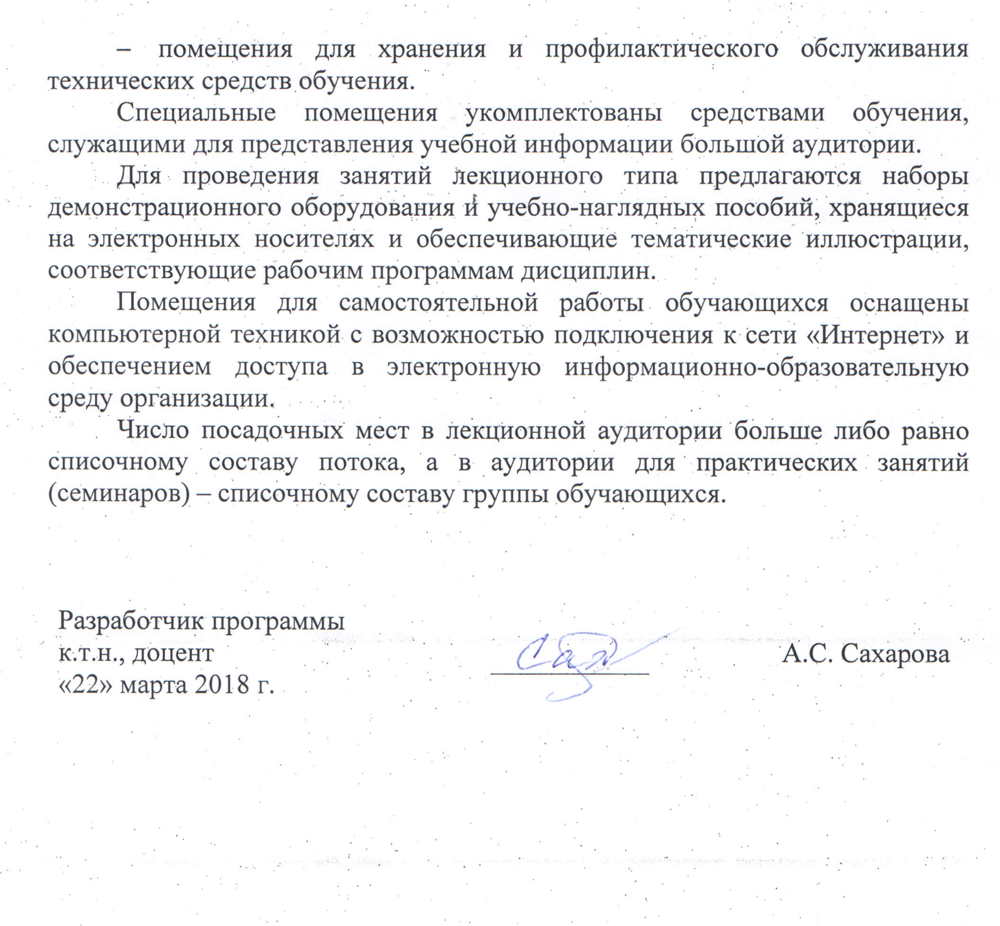 – помещения для хранения и профилактического обслуживания
технических средств обучения.
Специальные помещения укомплектованы средствами обучения,
служащими для представления учебной информации большой аудитории.
Для проведения занятий лекционного типа предлагаются наборы
демонстрационного оборудования и учебно-наглядных пособий, хранящиеся
на электронных носителях и обеспечивающие тематические иллюстрации,
соответствующие рабочим программам дисциплин.
Помещения для самостоятельной работы обучающихся оснащены
компьютерной техникой с возможностью подключения к сети «Интернет» и
обеспечением доступа в электронную информационно-образовательную
среду организации.
Число посадочных мест в лекционной аудитории больше либо равно
списочному составу потока, а в аудитории для практических занятий
(семинаров) – списочному составу группы обучающихся.
Разработчик программы
к.т.н., доцент
А.С. Сахарова
«22» марта 2018 г.